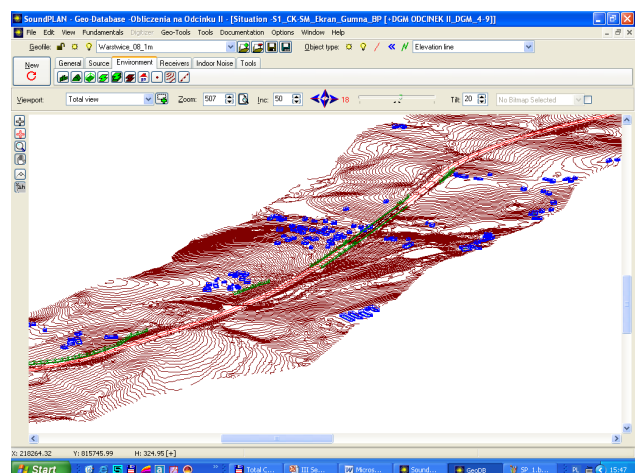 SoundPLAN - Geo-Database -Obliczenia na Odcinku II - [Situation -S1_CK-SM_Ekran_Gumna_BP [+DGM ODCINEK II_DGM_4-9]]
File Edit View Fundamentals Digitizer Geo-Tools Tools Documentation Options Window Help
Geofile: Warstwice_08_1m Object type: Elevation line
New General Source Environment Receivers Indoor Noise Tools
Viewport: Total view Zoom: 507 Inc: 50 18 Tilt: 20 No Bitmap Selected
X: 218264.32 Y: 815745.99 H: 324.95 [+]
Start Total C... III Se... Micros... Sound... GeoDB SP_1.b... PL 15:47